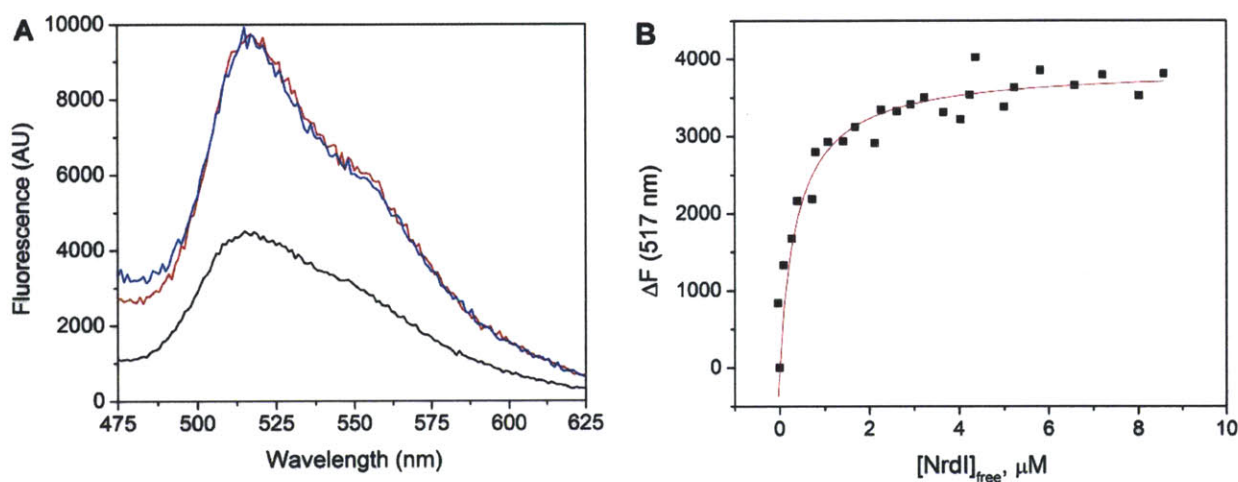 A
Fluorescence (AU)
10000
8000
6000
4000
2000
0
475 500 525 550 575 600 625
Wavelength (nm)
B
ΔF (517 nm)
4000
3000
2000
1000
0
0 2 4 6 8 10
[NrdI]free, μM